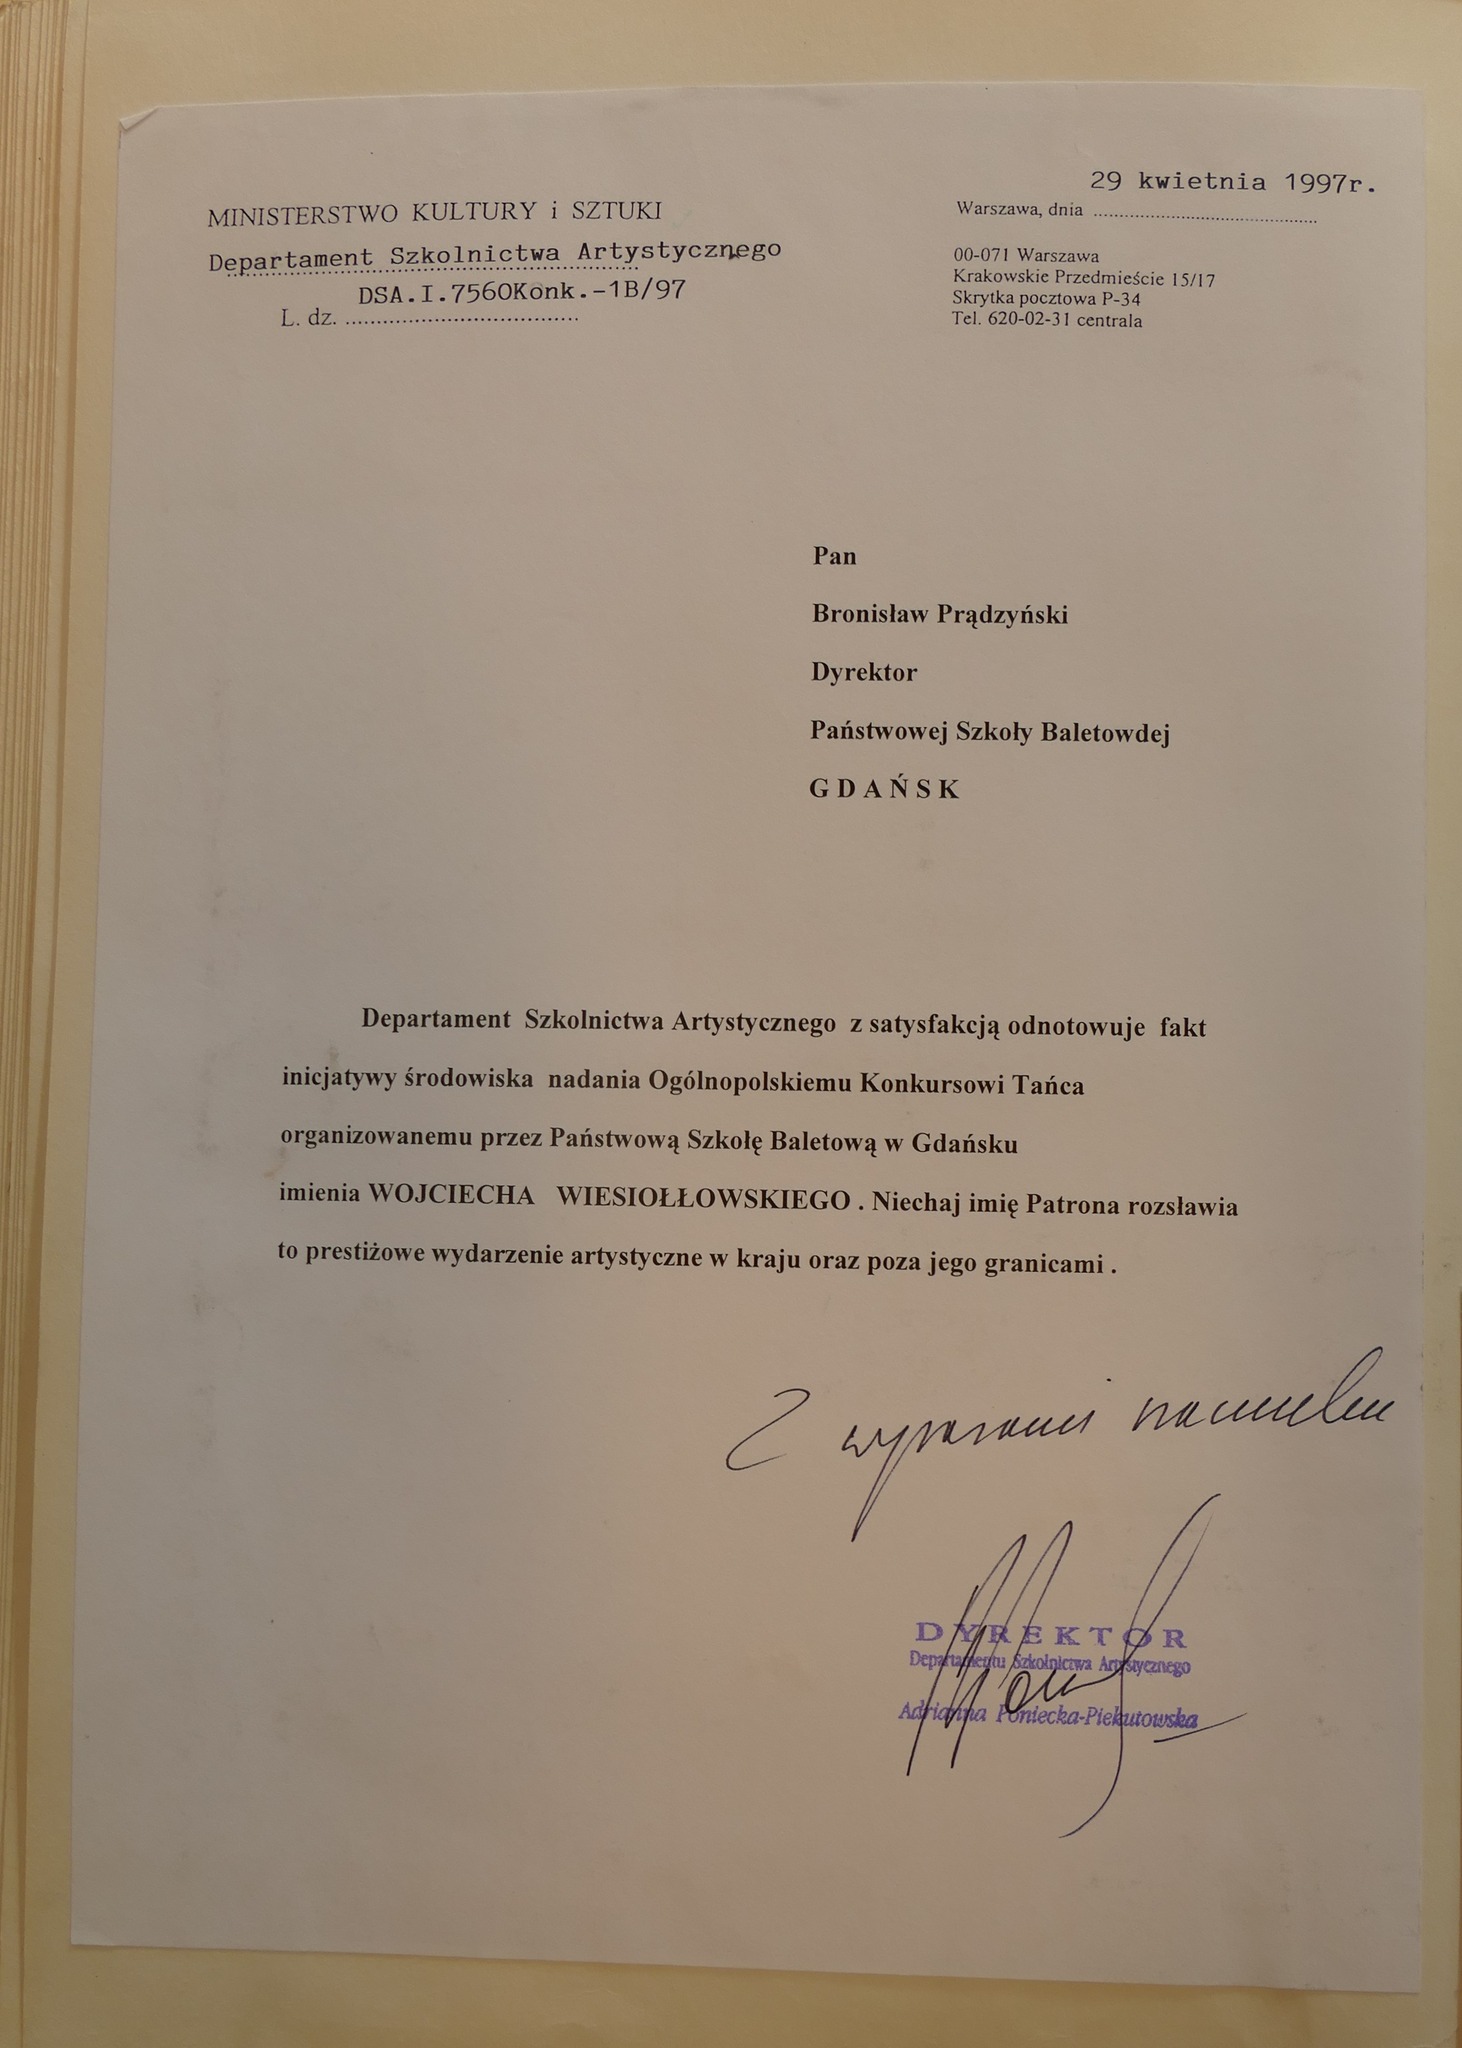 29 kwietnia 1997r.
MINISTERSTWO KULTURY i SZTUKI
Warszawa, dnia ........................................
Departament Szkolnictwa Artystycznego
DSA.I.7560Konk.-1B/97
L. dz. .......................................
00-071 Warszawa
Krakowskie Przedmieście 15/17
Skrytka pocztowa P-34
Tel. 620-02-31 centrala
Pan
Bronisław Prądzyński
Dyrektor
Państwowej Szkoły Baletowdej
G D A Ń S K
Departament Szkolnictwa Artystycznego z satysfakcją odnotowuje fakt
inicjatywy środowiska nadania Ogólnopolskiemu Konkursowi Tańca
organizowanemu przez Państwową Szkołę Baletową w Gdańsku
imienia WOJCIECHA WIESIOŁŁOWSKIEGO . Niechaj imię Patrona rozsławia
to prestiżowe wydarzenie artystyczne w kraju oraz poza jego granicami .
Z wyrazami szacunku
DYREKTOR
Departamentu Szkolnictwa Artystycznego
Adrianna Poniecka-Piekutowska